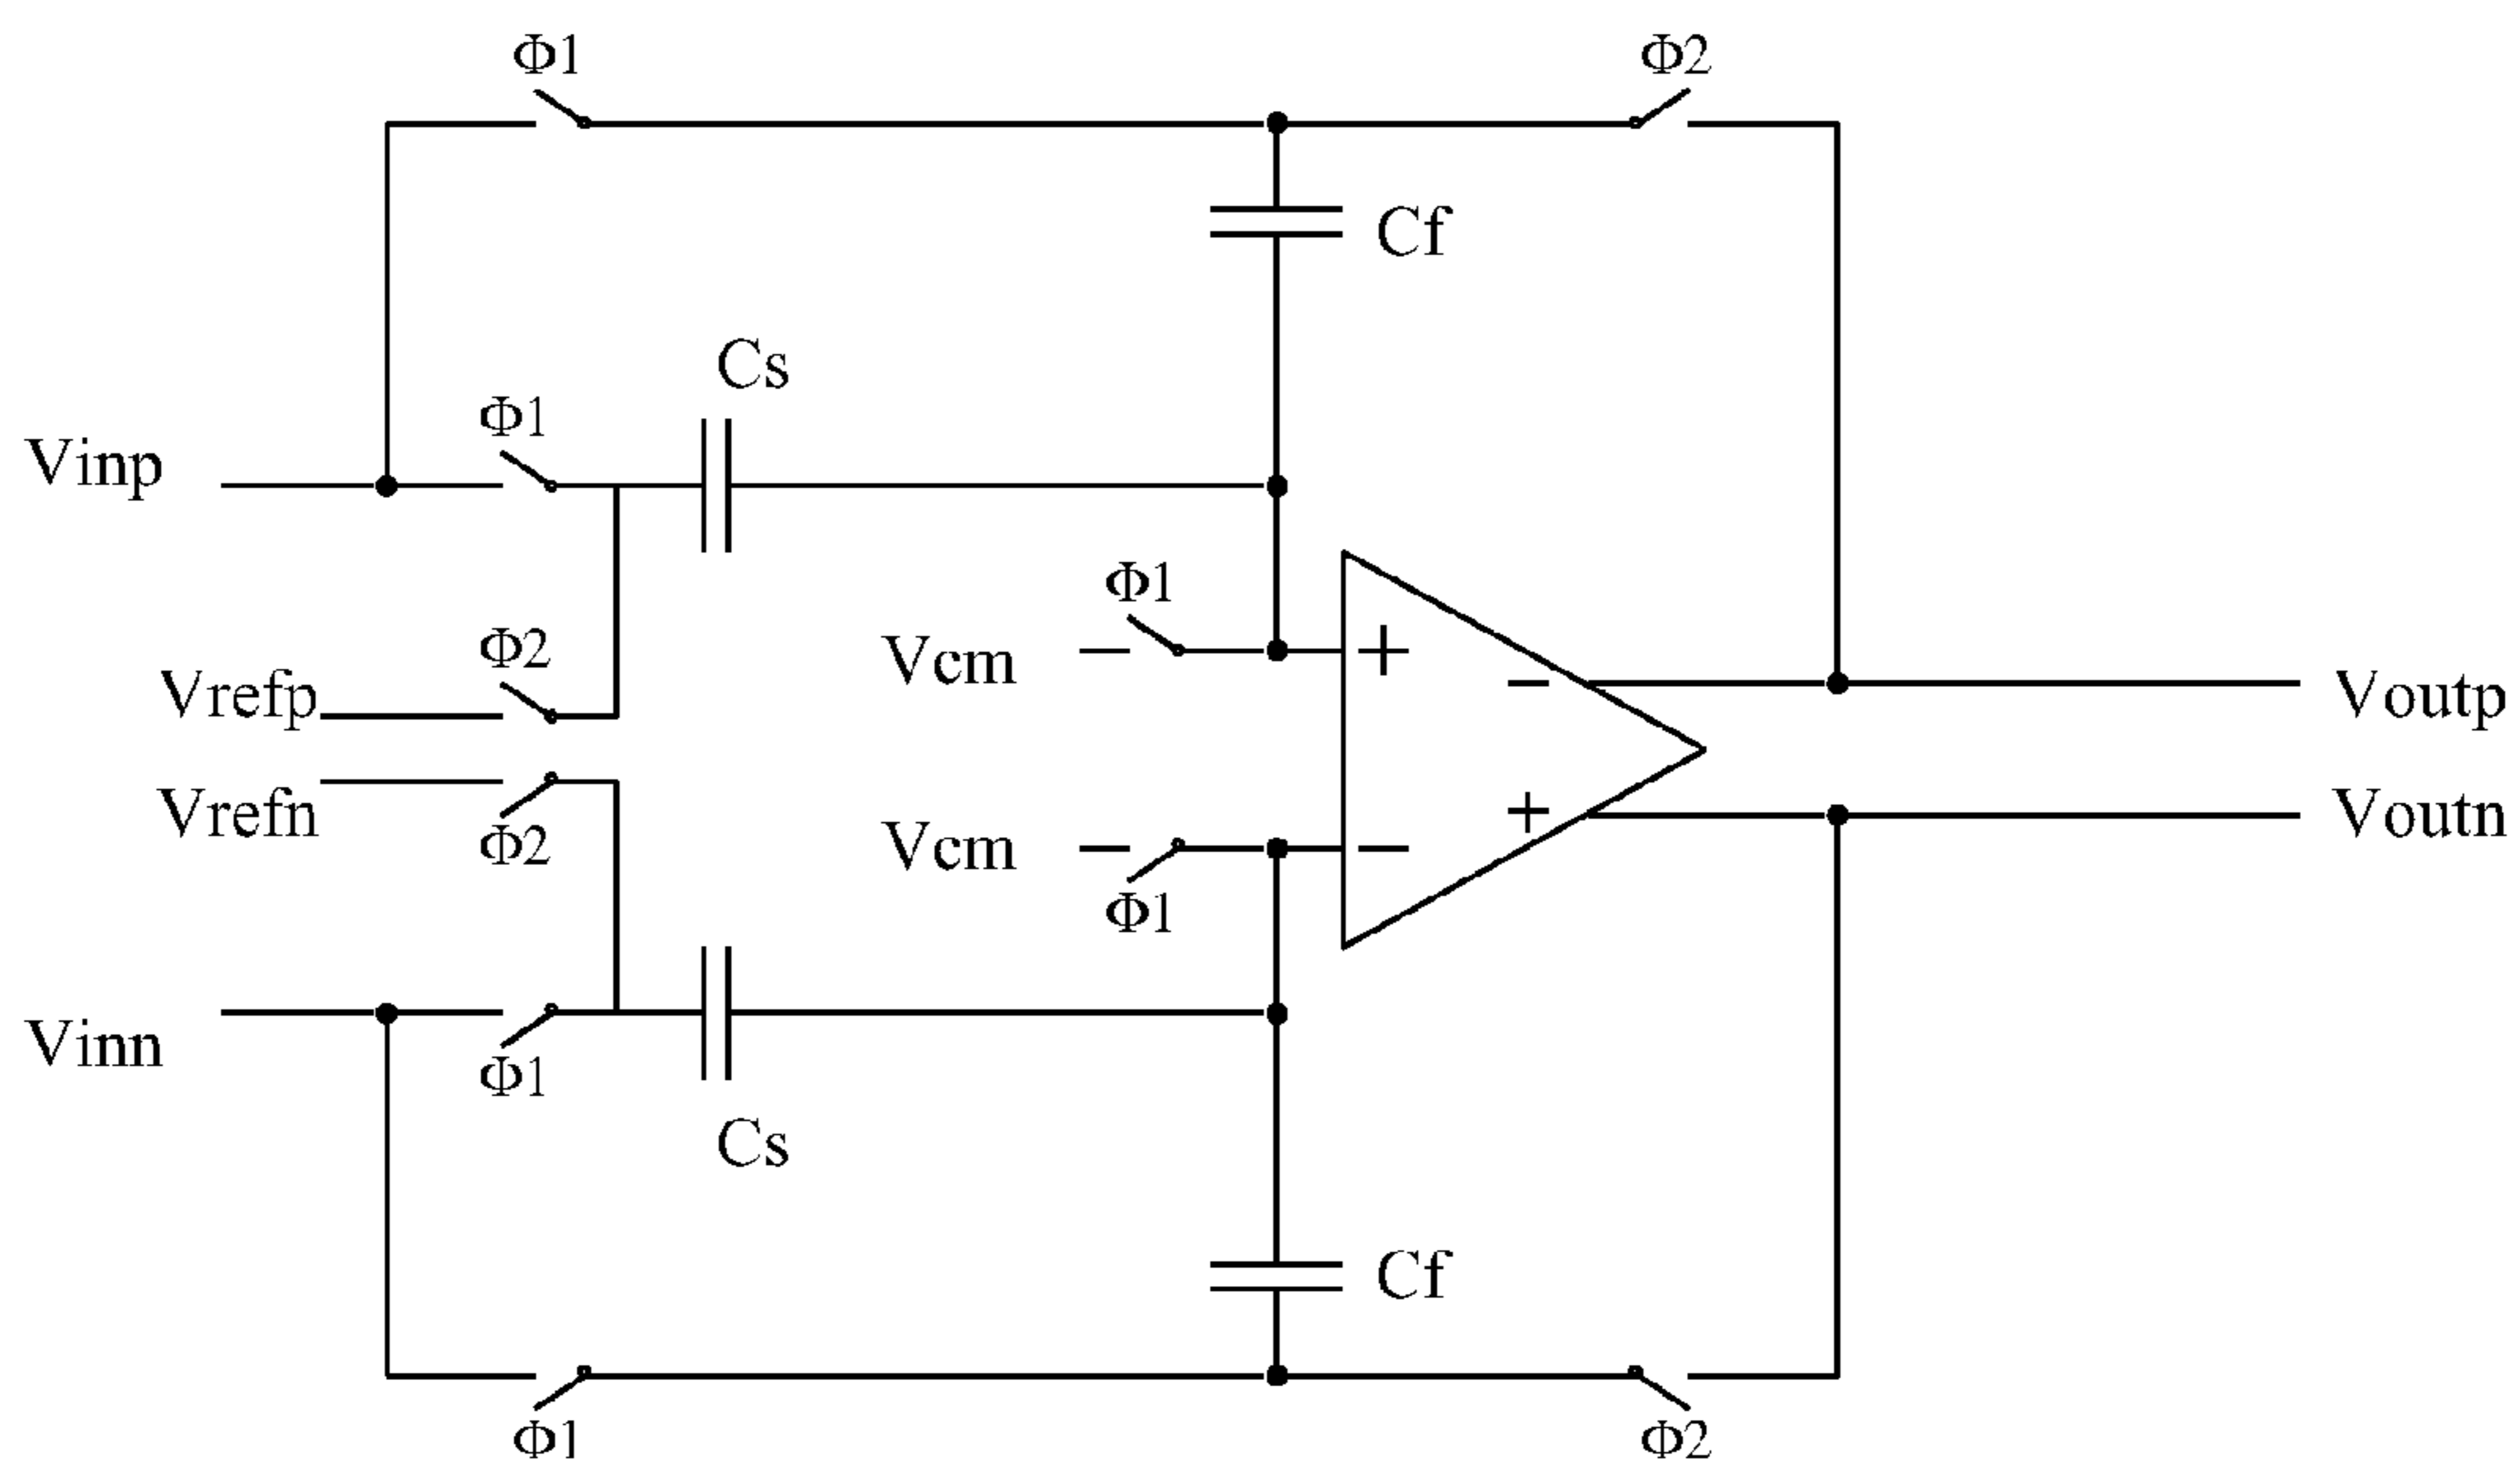 Φ1
Φ2
Cf
Cs
Φ1
Vinp
Φ1
Φ2
Vcm
+
Vrefp
−
Voutp
Vrefn
Φ2
Vcm
−
+
Voutn
Φ1
Vinn
Φ1
Cs
Cf
Φ1
Φ2